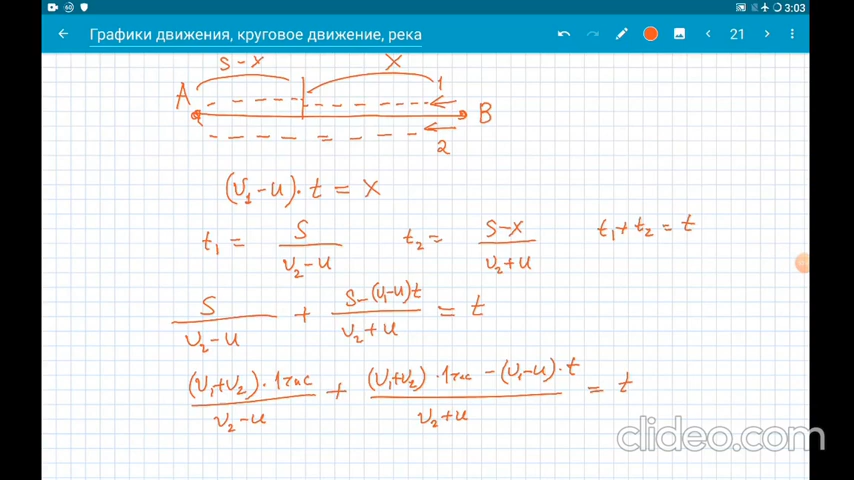 3:03
Графики движения, круговое движение, река
21
S-x x
A 1 B
2
(v₁-u)·t = x
t₁ = S/(v₂-u) t₂ = (S-x)/(v₂+u) t₁+t₂ = t
S/(v₂-u) + (S-(v₁-u)t)/(v₂+u) = t
((v₁+v₂)·1час)/(v₂-u) + ((v₁+v₂)·1час-(v₁-u)·t)/(v₂+u) = t
clideo.com